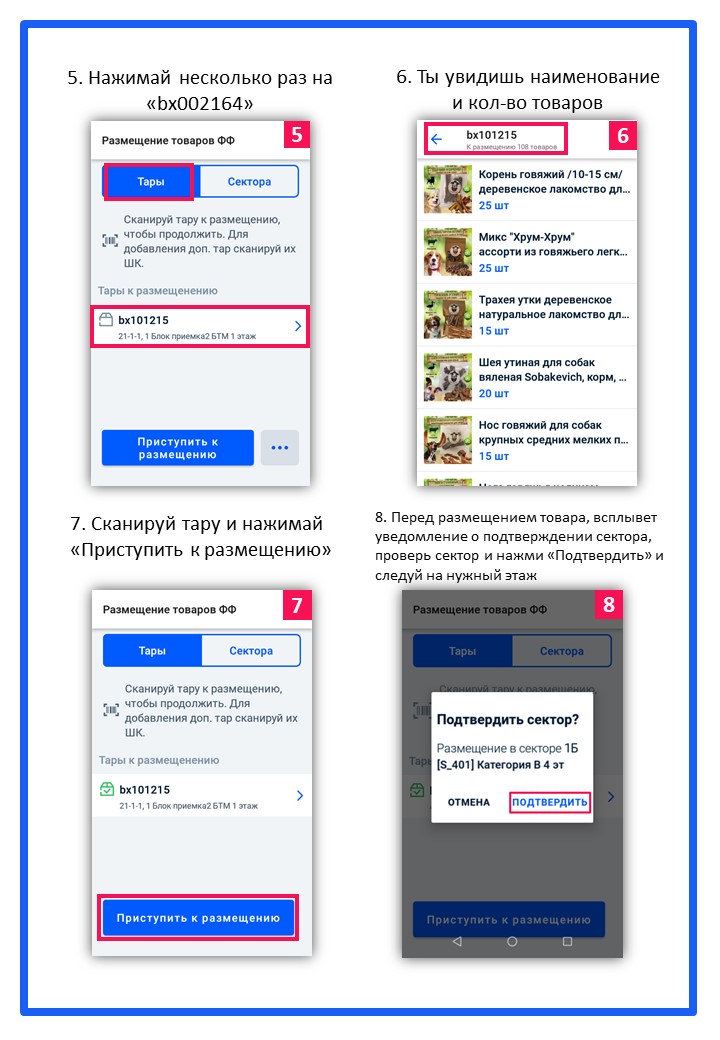 5. Нажимай несколько раз на
«bx002164»
Размещение товаров ФФ
5
Тары
Сектора
Сканируй тару к размещению,
чтобы продолжить. Для
добавления доп. тар сканируй их
ШК.
Тары к размещенению
bx101215
21-1-1, 1 Блок приемка2 БТМ 1 этаж
Приступить к
размещению
6. Ты увидишь наименование
и кол-во товаров
bx101215
К размещению 108 товаров
6
Корень говяжий /10-15 см/
деревенское лакомство дл...
25 шт
Микс "Хрум-Хрум"
ассорти из говяжьего легк...
25 шт
Трахея утки деревенское
натуральное лакомство дл...
15 шт
Шея утиная для собак
вяленая Sobakevich, корм, ...
20 шт
Нос говяжий для собак
крупных средних мелких п...
15 шт
7. Сканируй тару и нажимай
«Приступить к размещению»
Размещение товаров ФФ
7
Тары
Сектора
Сканируй тару к размещению,
чтобы продолжить. Для
добавления доп. тар сканируй их
ШК.
Тары к размещенению
bx101215
21-1-1, 1 Блок приемка2 БТМ 1 этаж
Приступить к размещению
8. Перед размещением товара, всплывет
уведомление о подтверждении сектора,
проверь сектор и нажми «Подтвердить» и
следуй на нужный этаж
Размещение товаров ФФ
8
Тары
Сектора
Сканируй тару к размещению,
Подтвердить сектор?
Размещение в секторе 1Б
[S_401] Категория В 4 эт
ОТМЕНА
ПОДТВЕРДИТЬ
Приступить к размещению